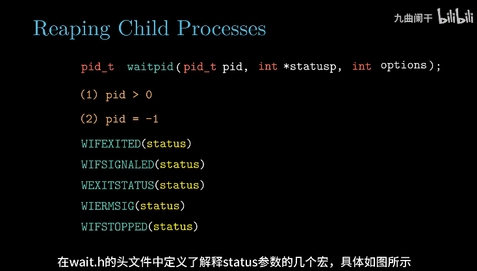 九曲阑干 bilibili
Reaping Child Processes
pid_t waitpid(pid_t pid, int *statusp, int options);
(1) pid > 0
(2) pid = -1
WIFEXITED(status)
WIFSIGNALED(status)
WEXITSTATUS(status)
WIERMSIG(status)
WIFSTOPPED(status)
在wait.h的头文件中定义了解释status参数的几个宏，具体如图所示